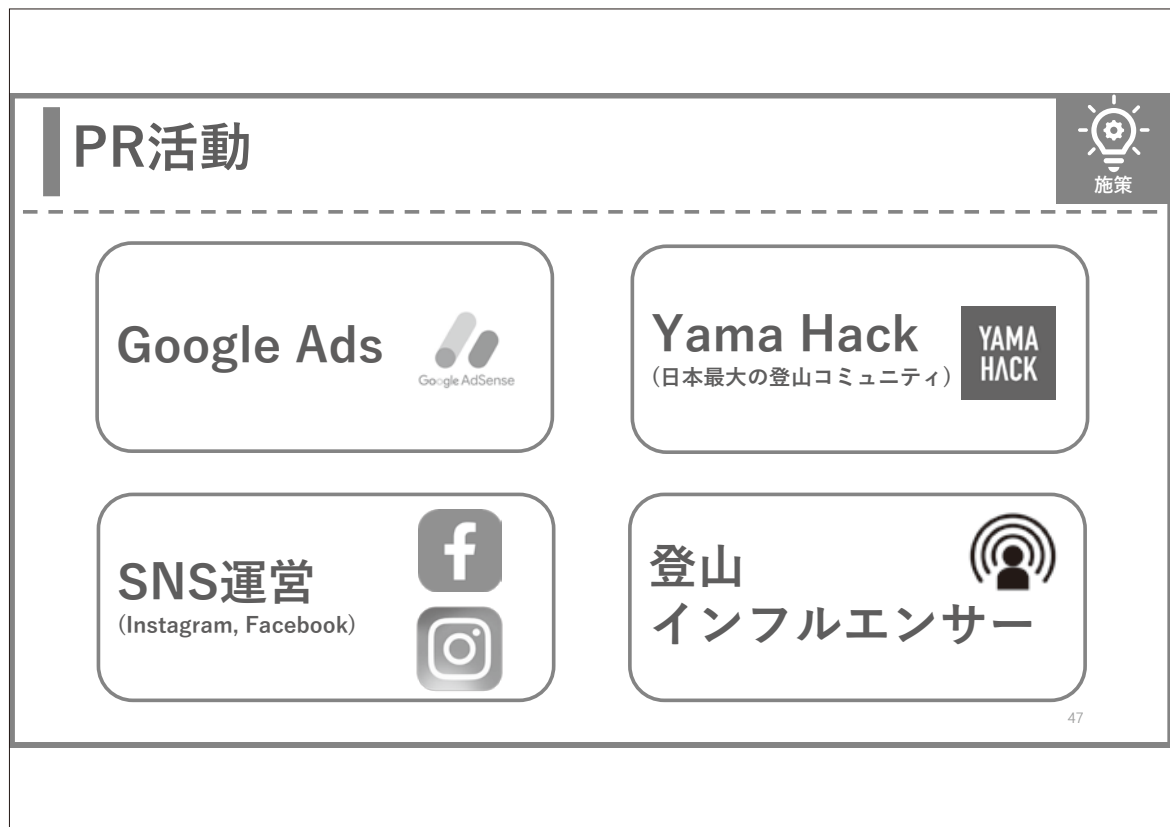 PR活動
施策
Google Ads
Google AdSense
Yama Hack
(日本最大の登山コミュニティ)
YAMA
HACK
SNS運営
(Instagram, Facebook)
登山
インフルエンサー
47